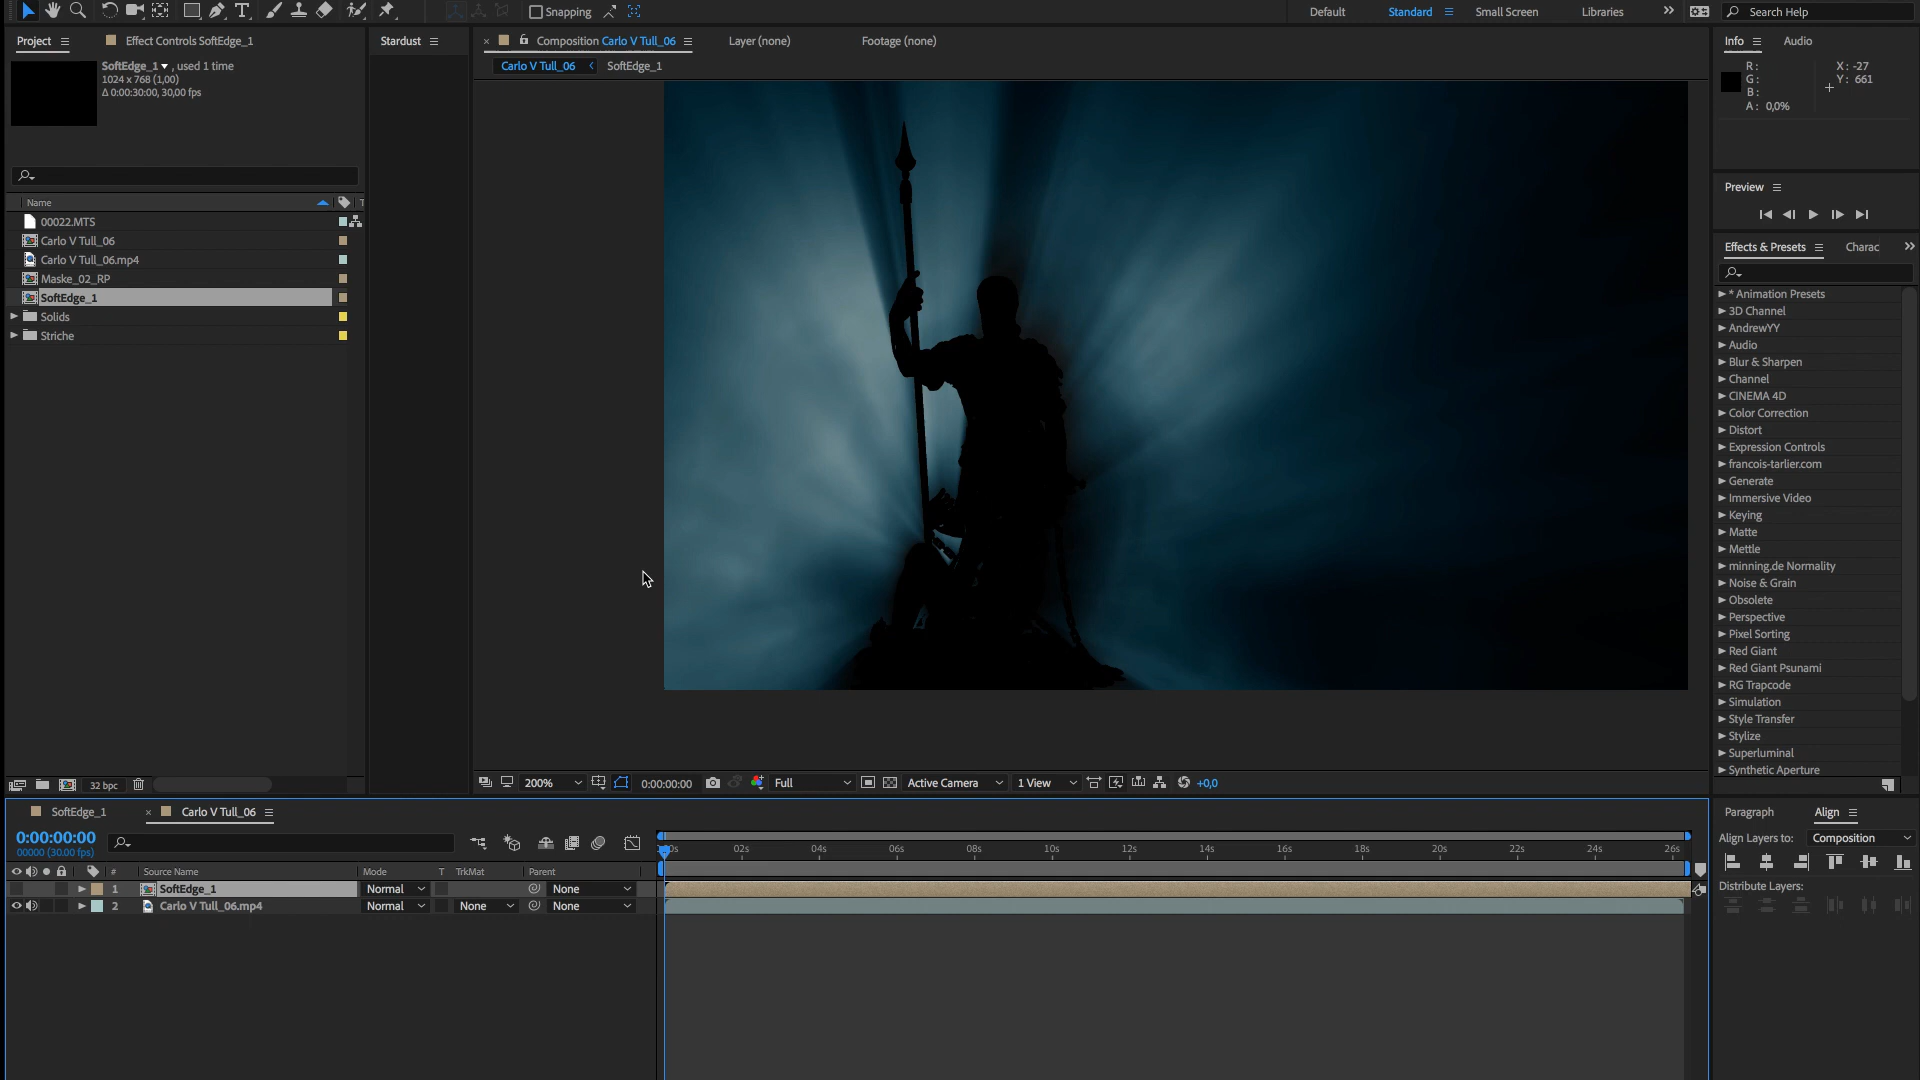 Snapping
Default
Standard
Small Screen
Libraries
Search Help
Project
Effect Controls SoftEdge_1
Stardust
Composition Carlo V Tull_06
Layer (none)
Footage (none)
Info
Audio
SoftEdge_1 , used 1 time
1024 x 768 (1,00)
Δ 0:00:30:00, 30,00 fps
Carlo V Tull_06
SoftEdge_1
R :
G :
B :
A : 0,0%
X : -27
Y : 661
Preview
Name
T
00022.MTS
Carlo V Tull_06
Carlo V Tull_06.mp4
Maske_02_RP
SoftEdge_1
Solids
Striche
Effects & Presets
Charac
* Animation Presets
3D Channel
AndrewYY
Audio
Blur & Sharpen
Channel
CINEMA 4D
Color Correction
Distort
Expression Controls
francois-tarlier.com
Generate
Immersive Video
Keying
Matte
Mettle
minning.de Normality
Noise & Grain
Obsolete
Perspective
Pixel Sorting
Red Giant
Red Giant Psunami
RG Trapcode
Simulation
Style Transfer
Stylize
Superluminal
Synthetic Aperture
32 bpc
200%
0:00:00:00
Full
Active Camera
1 View
+0,0
SoftEdge_1
Carlo V Tull_06
0:00:00:00
00000 (30.00 fps)
00s 02s 04s 06s 08s 10s 12s 14s 16s 18s 20s 22s 24s 26s
# Source Name Mode T TrkMat Parent
1 SoftEdge_1 Normal None
2 Carlo V Tull_06.mp4 Normal None None
Paragraph
Align
Align Layers to: Composition
Distribute Layers: